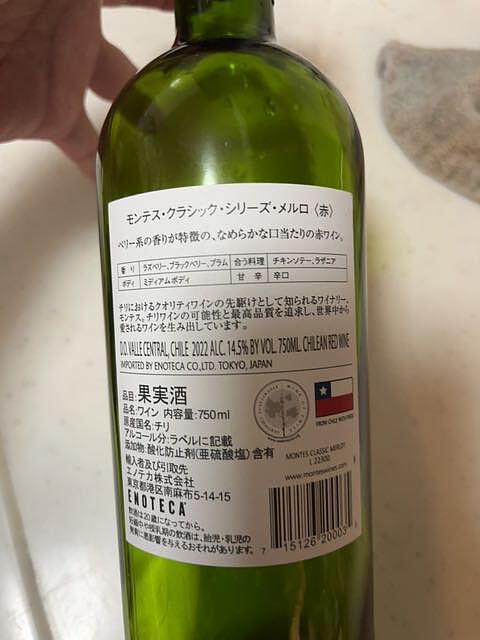 モンテス・クラシック・シリーズ・メルロ〈赤〉
ベリー系の香りが特徴の、なめらかな口当たりの赤ワイン。
香り ラズベリー、ブラックベリー、プラム 合う料理 チキンソテー、ラザニア
ボディ ミディアムボディ 甘辛 辛口
チリにおけるクオリティワインの先駆けとして知られるワイナリー、
モンテス、チリワインの可能性と最高品質を追求し、世界中から
愛されるワインを生み出しています。
D.O. VALLE CENTRAL, CHILE 2022 ALC. 14.5% BY VOL. 750ML. CHILEAN RED WINE
IMPORTED BY ENOTECA CO.,LTD. TOKYO, JAPAN
品目:果実酒
品名:ワイン 内容量:750ml
原産国名:チリ
アルコール分:ラベルに記載
添加物:酸化防止剤(亜硫酸塩)含有
輸入者及び引取先
エノテカ株式会社
東京都港区南麻布5-14-15
ENOTECA
飲酒は20歳になってから。
妊娠中や授乳期の飲酒は、胎児・乳児の
発育に悪影響を与えるおそれがあります。
FROM CHILE WITH PRIDE
MONTES CLASSIC MERLOT
L 22300
www.monteswines.com
7 15126 20003